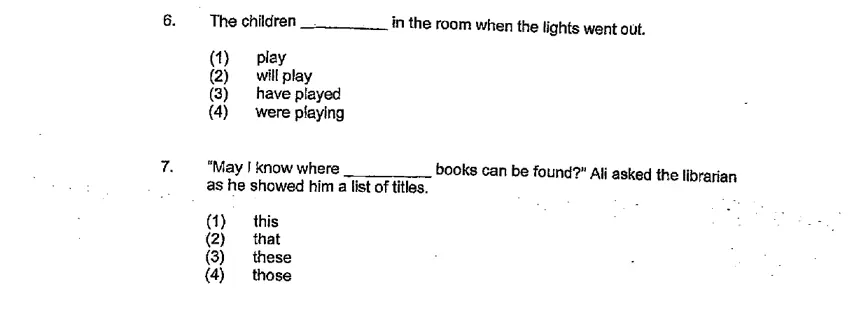 6. The children __________ in the room when the lights went out.
(1) play
(2) will play
(3) have played
(4) were playing
7. "May I know where __________ books can be found?" Ali asked the librarian
as he showed him a list of titles.
(1) this
(2) that
(3) these
(4) those